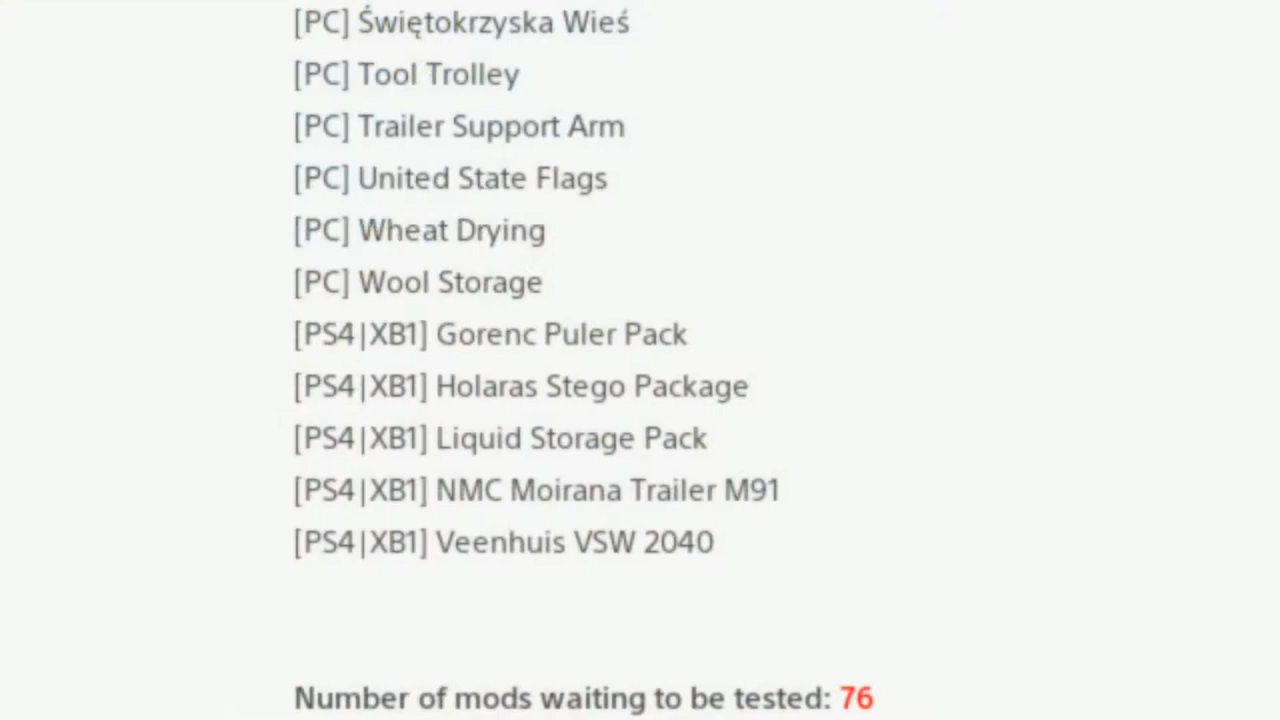 [PC] Świętokrzyska Wieś
[PC] Tool Trolley
[PC] Trailer Support Arm
[PC] United State Flags
[PC] Wheat Drying
[PC] Wool Storage
[PS4|XB1] Gorenc Puler Pack
[PS4|XB1] Holaras Stego Package
[PS4|XB1] Liquid Storage Pack
[PS4|XB1] NMC Moirana Trailer M91
[PS4|XB1] Veenhuis VSW 2040
Number of mods waiting to be tested: 76